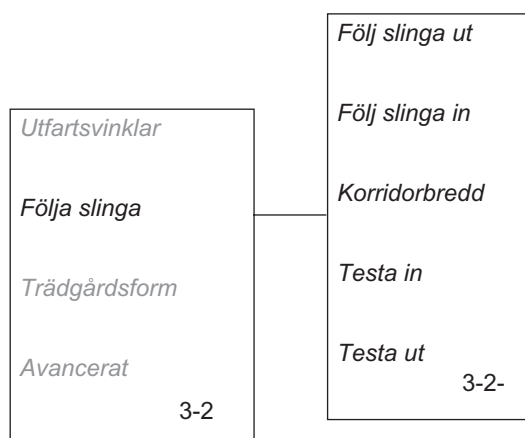 Utfartsvinklar
Följa slinga
Trädgårdsform
Avancerat
3-2
Följ slinga ut
Följ slinga in
Korridorbredd
Testa in
Testa ut
3-2-